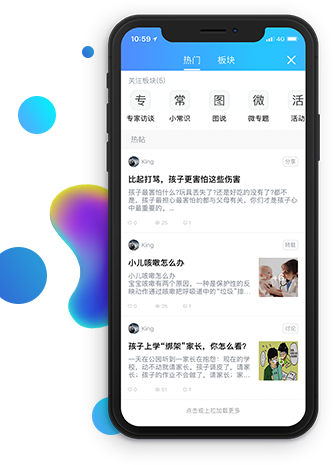 10:59
4G
热门
板块
关注板块(5)
专 常 图 微 活
专家访谈 小常识 图说 微专题 活动
热帖
King 分享
比起打骂，孩子更害怕这些伤害
孩子最害怕什么?玩具丢失了?还是好吃的没有了?都不
是，孩子最担心最害怕的都与父母有关，你们才是孩子心
中最重要的。...
0 25 1
King 转载
小儿咳嗽怎么办
小儿咳嗽怎么办
宝宝咳嗽有两个原因，一种是保护性的反
映动作通过咳嗽把呼吸道中的“垃圾”排...
0 26 1
King 讨论
孩子上学“绑架”家长，你怎么看?
一天在公园听到一家长在抱怨：现在的学
校，动不动就请家长。孩子调皮了，请家
长；孩子的作业不会做了，请家长；家...
0 51 1
点击或上拉加载更多